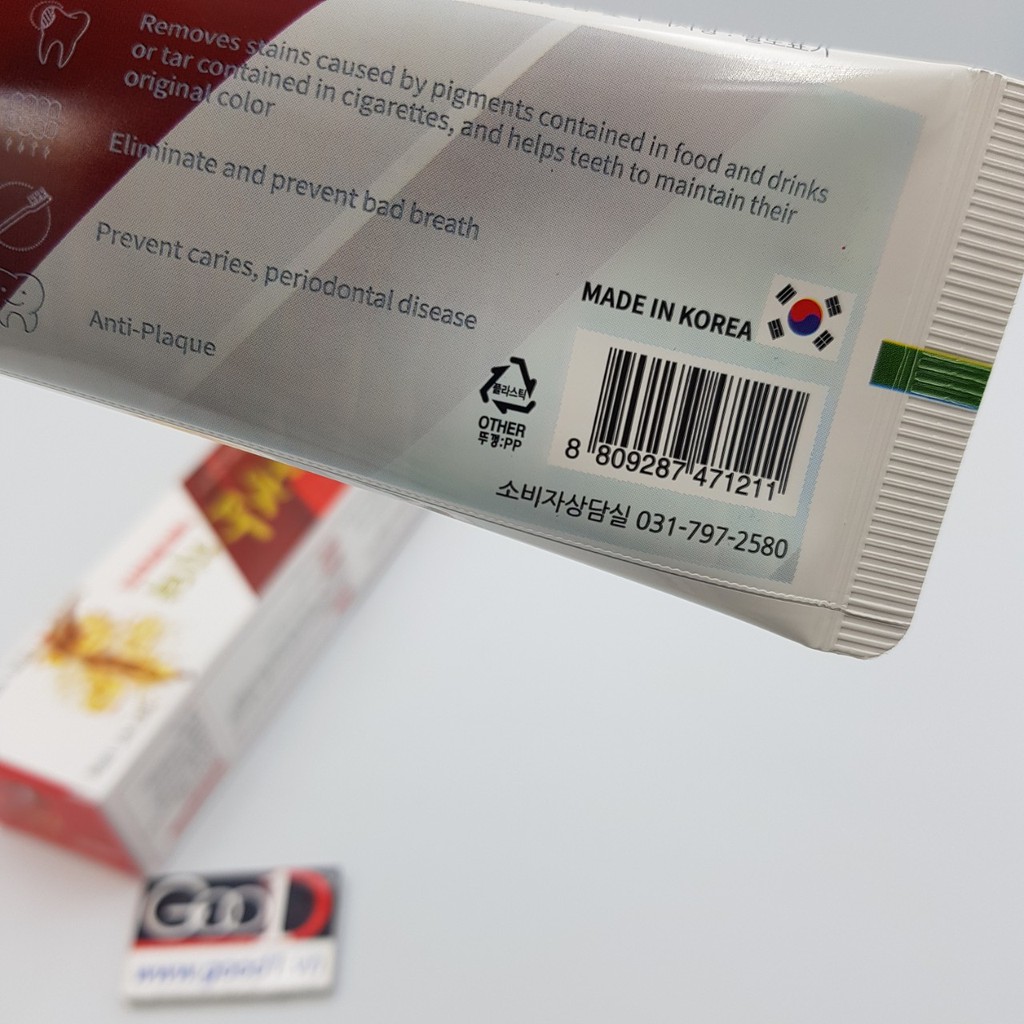 Removes stains caused by pigments contained in food and drinks
or tar contained in cigarettes, and helps teeth to maintain their
original color
Eliminate and prevent bad breath
Prevent caries, periodontal disease
Anti-Plaque
MADE IN KOREA
플라스틱
OTHER
뚜껑:PP
8 809287 471211
소비자상담실 031-797-2580
GooD